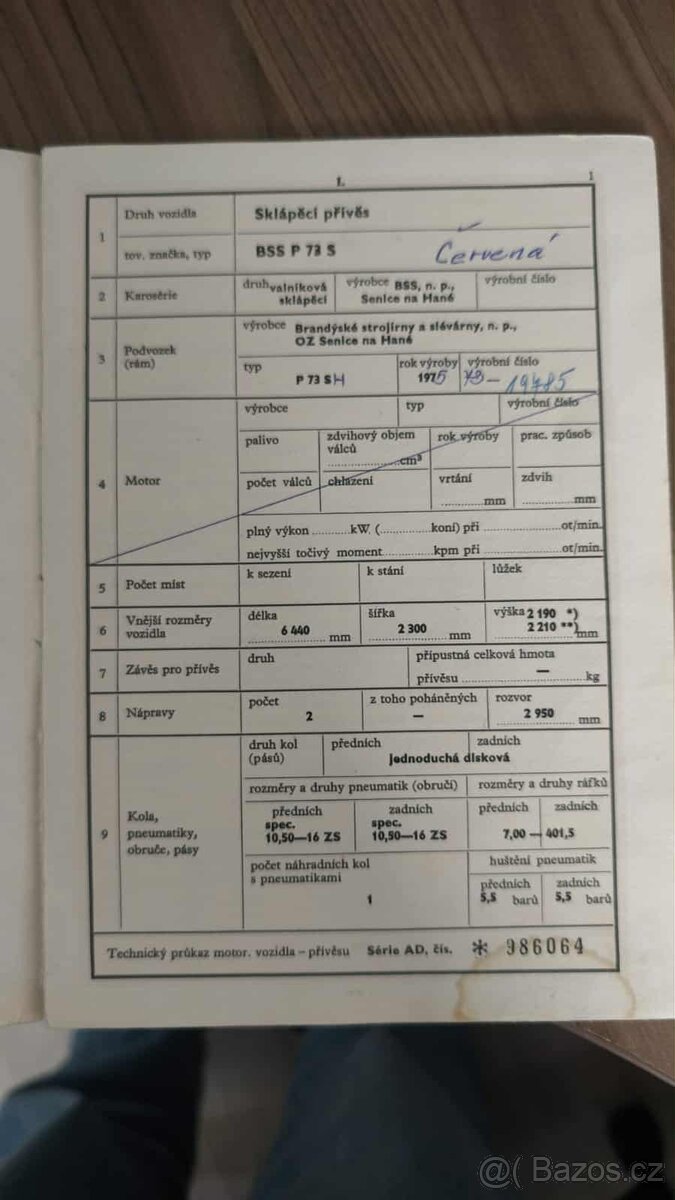 1. 1
1 Druh vozidla Sklápěcí přívěs
tov. značka, typ BSS P 73 S Červená
2 Karosérie druh valníková sklápěcí výrobce BSS, n. p., Senice na Hané výrobní číslo
3 Podvozek (rám) výrobce Brandýské strojírny a slévárny, n. p.,
OZ Senice na Hané
typ P 73 SH rok výroby 1975 výrobní číslo 73-19785
4 Motor výrobce typ výrobní číslo
palivo zdvihový objem válců ..........cm³ rok výroby prac. způsob
počet válců chlazení vrtání ..........mm zdvih ..........mm
plný výkon ..........kW. (..........koní) při ..........ot/min.
nejvyšší točivý moment..........kpm při ..........ot/min.
5 Počet míst k sezení k stání lůžek
6 Vnější rozměry vozidla délka 6 440 mm šířka 2 300 mm výška 2 190 *)
2 210 **) mm
7 Závěs pro přívěs druh přípustná celková hmota
přívěsu — kg
8 Nápravy počet 2 z toho poháněných — rozvor 2 950 mm
9 Kola, pneumatiky, obruče, pásy druh kol (pásů) předních zadních
jednoduchá disková
rozměry a druhy pneumatik (obručí) rozměry a druhy ráfků
předních zadních předních zadních
spec. spec.
10,50—16 ZS 10,50—16 ZS 7,00 — 401,5
počet náhradních kol s pneumatikami 1 huštění pneumatik
předních zadních
5,5 barů 5,5 barů
Technický průkaz motor. vozidla – přívěsu Série AD, čís. * 986064
@( Bazos.cz